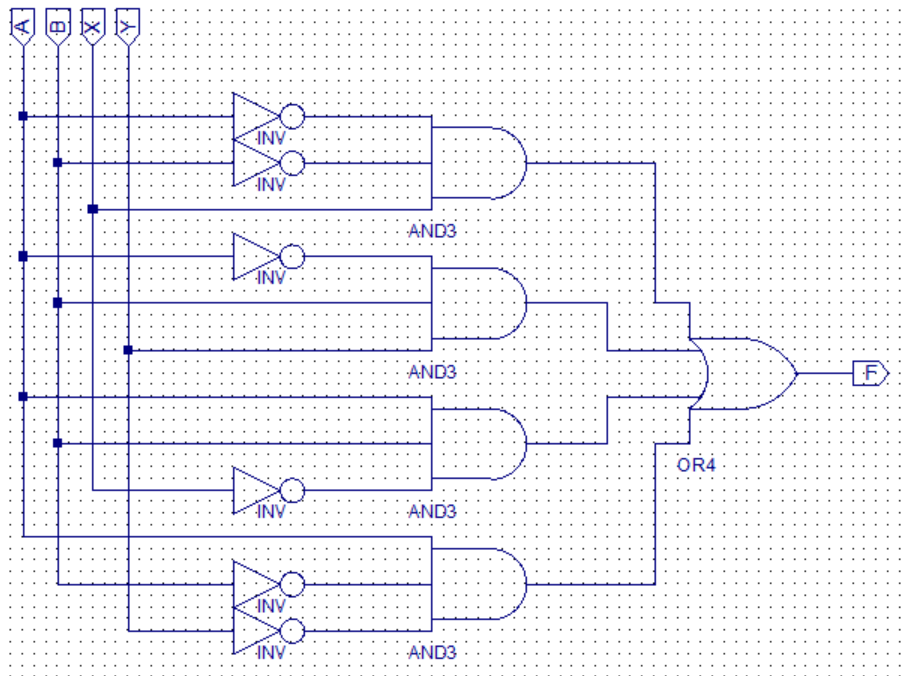 A B X Y
INV
INV
AND3
INV
AND3
F
OR4
INV
AND3
INV
INV
AND3